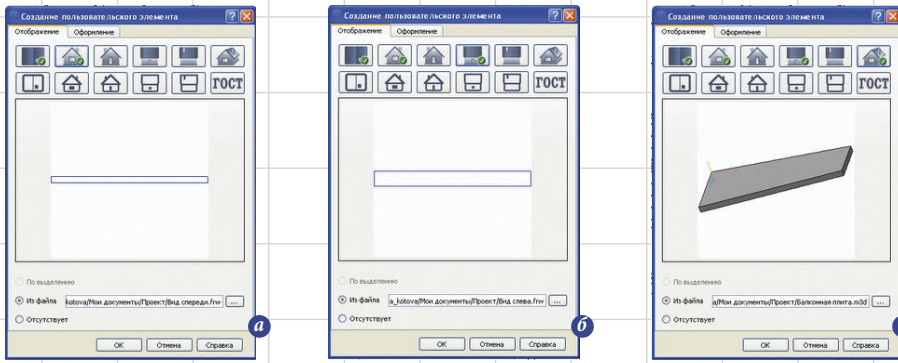 Создание пользовательского элемента
Отображение Оформление
ГОСТ
По выделению
Из файла kotova/Мои документы/Проект/Вид спереди.frw ...
Отсутствует
ОК Отмена Справка
а
Создание пользовательского элемента
Отображение Оформление
ГОСТ
По выделению
Из файла a_kotova/Мои документы/Проект/Вид слева.frw ...
Отсутствует
ОК Отмена Справка
б
Создание пользовательского элемента
Отображение Оформление
ГОСТ
По выделению
Из файла а/Мои документы/Проект/Балконная плита.m3d ...
Отсутствует
ОК Отмена Справка